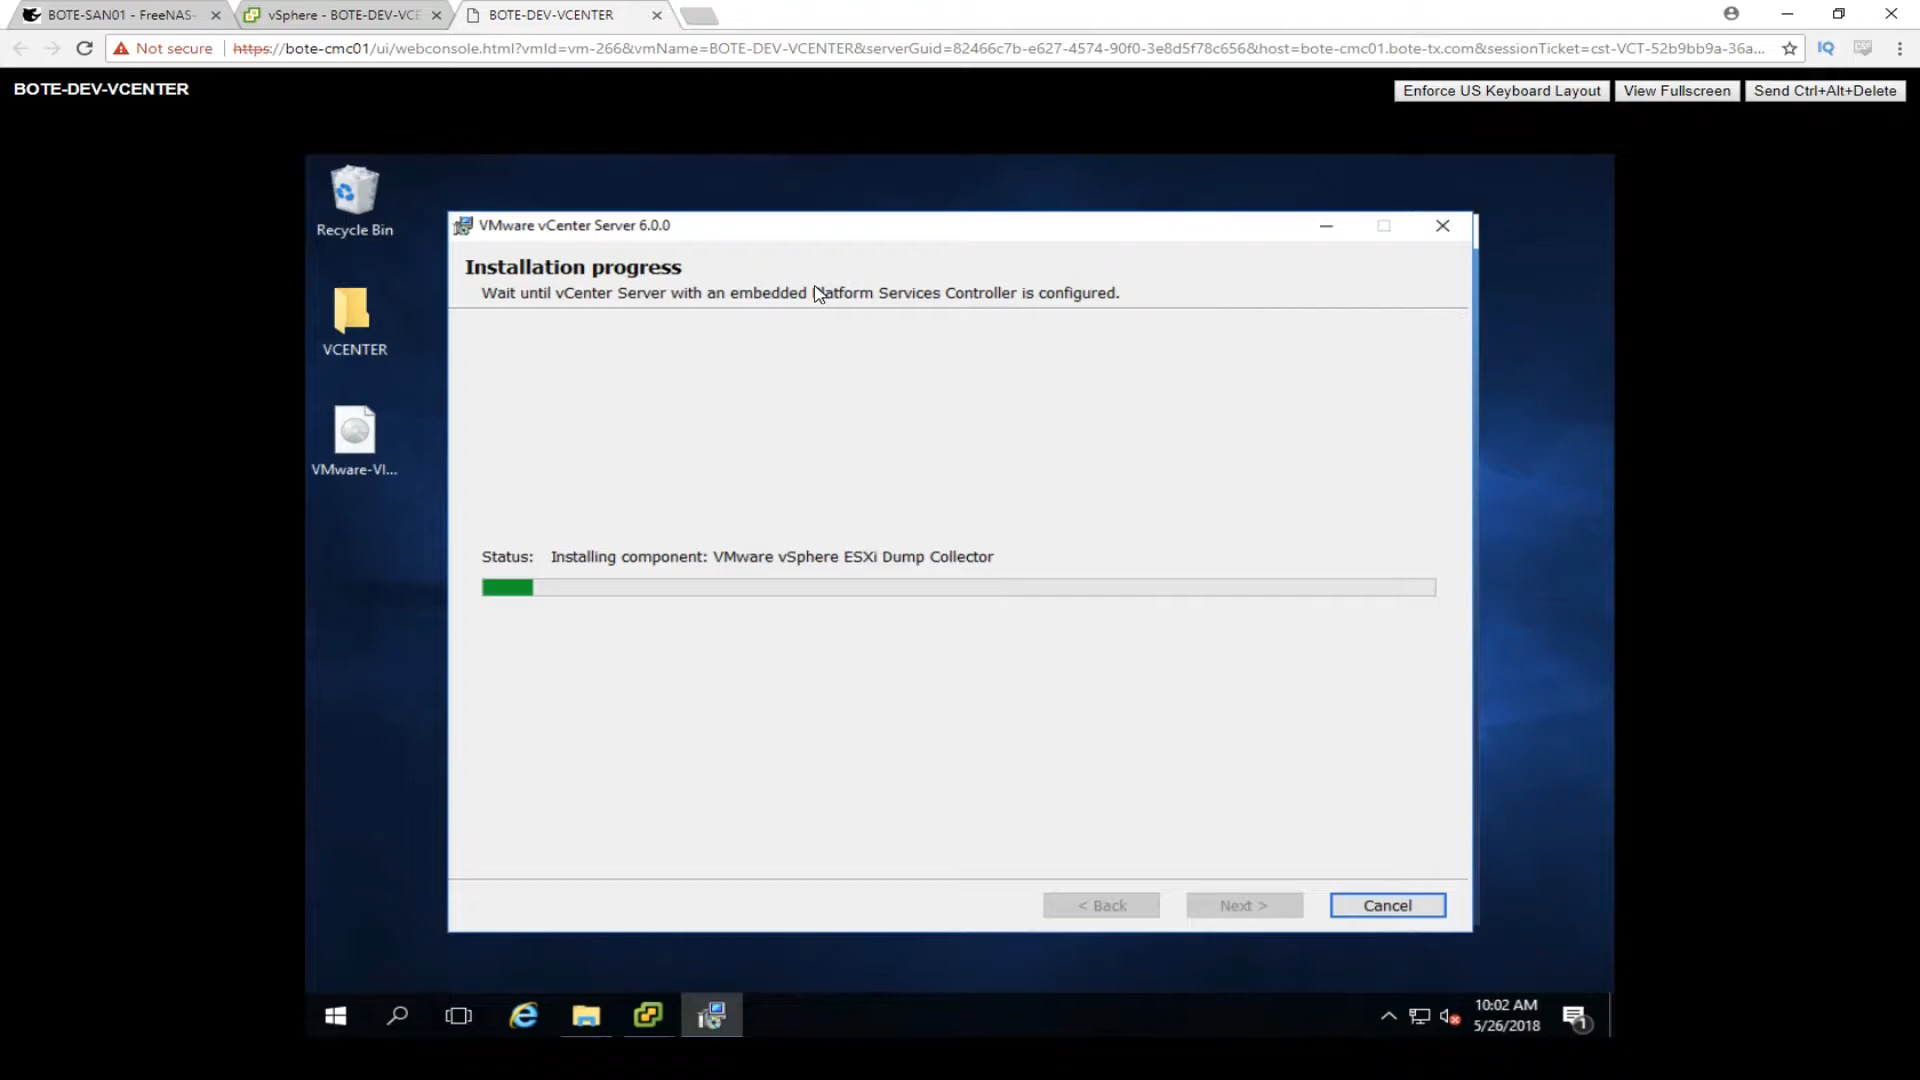 BOTE-SAN01 - FreeNAS-
vSphere - BOTE-DEV-VCE
BOTE-DEV-VCENTER
Not secure
https://bote-cmc01/ui/webconsole.html?vmId=vm-266&vmName=BOTE-DEV-VCENTER&serverGuid=82466c7b-e627-4574-90f0-3e8d5f78c656&host=bote-cmc01.bote-tx.com&sessionTicket=cst-VCT-52b9bb9a-36a...
IQ
BOTE-DEV-VCENTER
Enforce US Keyboard Layout
View Fullscreen
Send Ctrl+Alt+Delete
Recycle Bin
VCENTER
VMware-VI...
VMware vCenter Server 6.0.0
Installation progress
Wait until vCenter Server with an embedded Platform Services Controller is configured.
Status: Installing component: VMware vSphere ESXi Dump Collector
< Back
Next >
Cancel
10:02 AM
5/26/2018
1